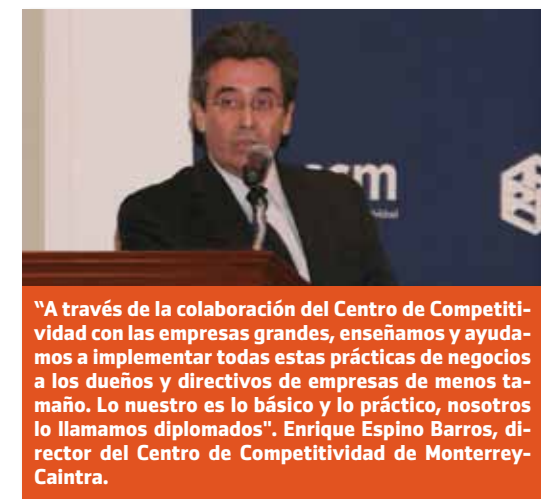 cm
“A través de la colaboración del Centro de Competiti-
vidad con las empresas grandes, enseñamos y ayuda-
mos a implementar todas estas prácticas de negocios
a los dueños y directivos de empresas de menos ta-
maño. Lo nuestro es lo básico y lo práctico, nosotros
lo llamamos diplomados". Enrique Espino Barros, di-
rector del Centro de Competitividad de Monterrey-
Caintra.